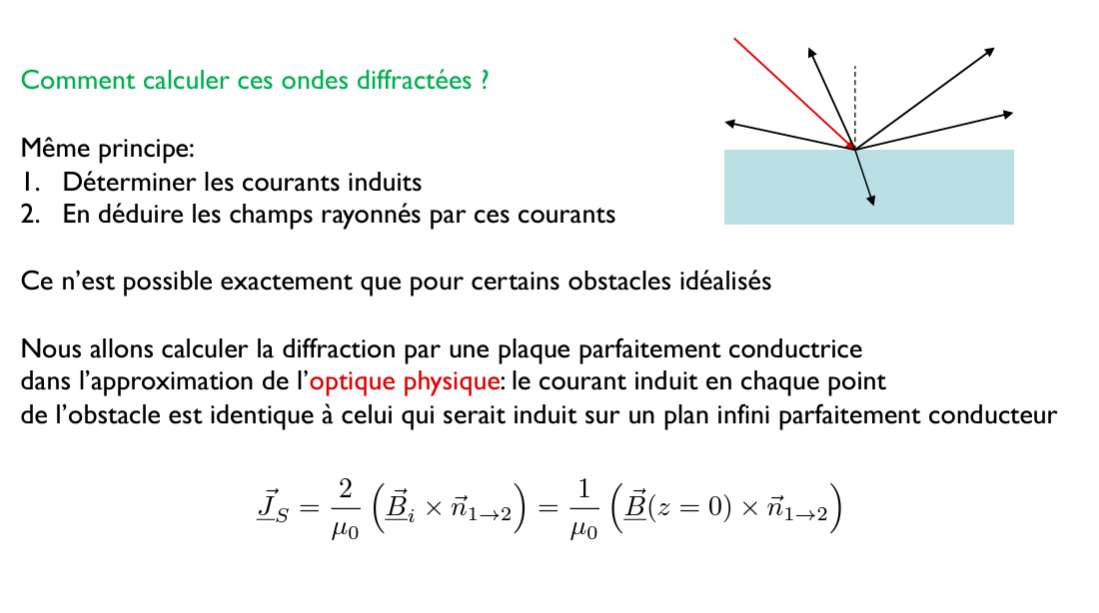 Comment calculer ces ondes diffractées ?
Même principe:
1. Déterminer les courants induits
2. En déduire les champs rayonnés par ces courants
Ce n'est possible exactement que pour certains obstacles idéalisés
Nous allons calculer la diffraction par une plaque parfaitement conductrice
dans l'approximation de l'optique physique: le courant induit en chaque point
de l'obstacle est identique à celui qui serait induit sur un plan infini parfaitement conducteur
$\underline{\vec{J}}_S = \frac{2}{\mu_0} \left( \underline{\vec{B}}_i \times \vec{n}_{1 \to 2} \right) = \frac{1}{\mu_0} \left( \underline{\vec{B}}(z = 0) \times \vec{n}_{1 \to 2} \right)$